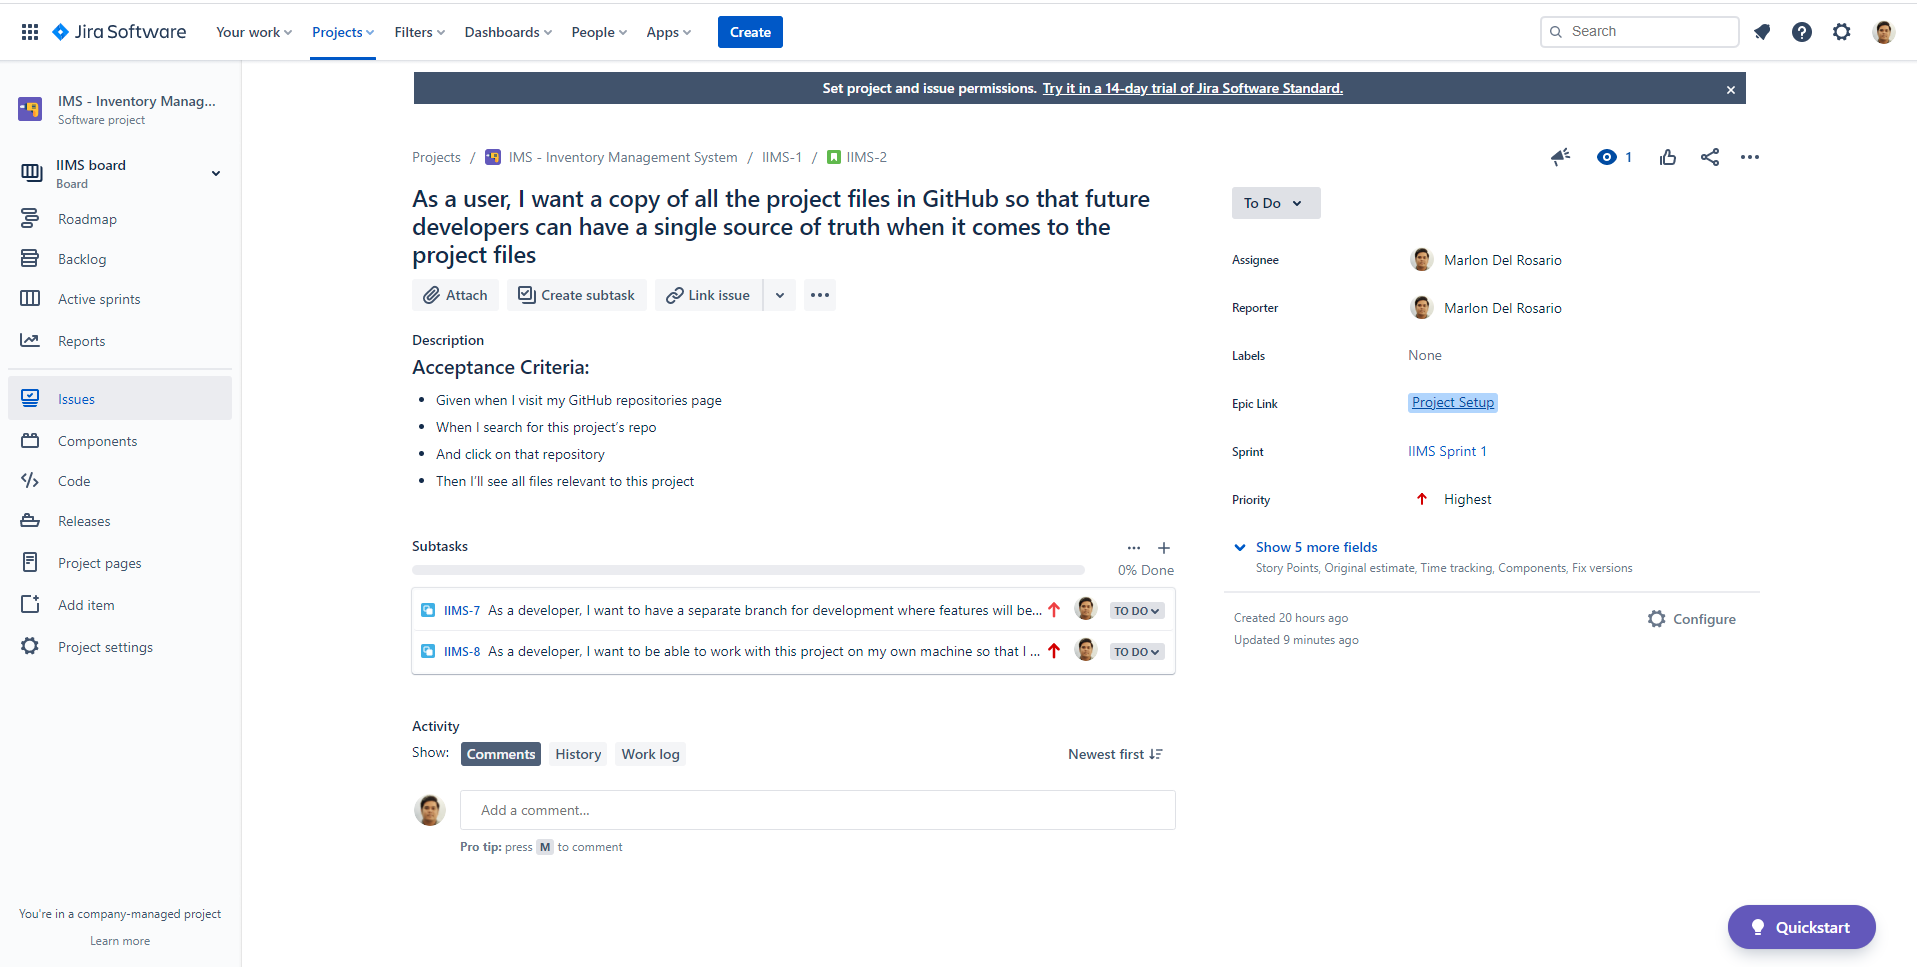 Jira Software
Your work
Projects
Filters
Dashboards
People
Apps
Create
Search
IMS - Inventory Manag...
Software project
IIMS board
Board
Roadmap
Backlog
Active sprints
Reports
Issues
Components
Code
Releases
Project pages
Add item
Project settings
You're in a company-managed project
Learn more
Set project and issue permissions. Try it in a 14-day trial of Jira Software Standard.
Projects / IMS - Inventory Management System / IIMS-1 / IIMS-2
As a user, I want a copy of all the project files in GitHub so that future
developers can have a single source of truth when it comes to the
project files
Attach
Create subtask
Link issue
Description
Acceptance Criteria:
Given when I visit my GitHub repositories page
When I search for this project's repo
And click on that repository
Then I'll see all files relevant to this project
Subtasks
0% Done
IIMS-7 As a developer, I want to have a separate branch for development where features will be... TO DO
IIMS-8 As a developer, I want to be able to work with this project on my own machine so that I ... TO DO
Activity
Show: Comments History Work log Newest first
Add a comment...
Pro tip: press M to comment
1
To Do
Assignee Marlon Del Rosario
Reporter Marlon Del Rosario
Labels None
Epic Link Project Setup
Sprint IIMS Sprint 1
Priority Highest
Show 5 more fields
Story Points, Original estimate, Time tracking, Components, Fix versions
Created 20 hours ago
Updated 9 minutes ago
Configure
Quickstart